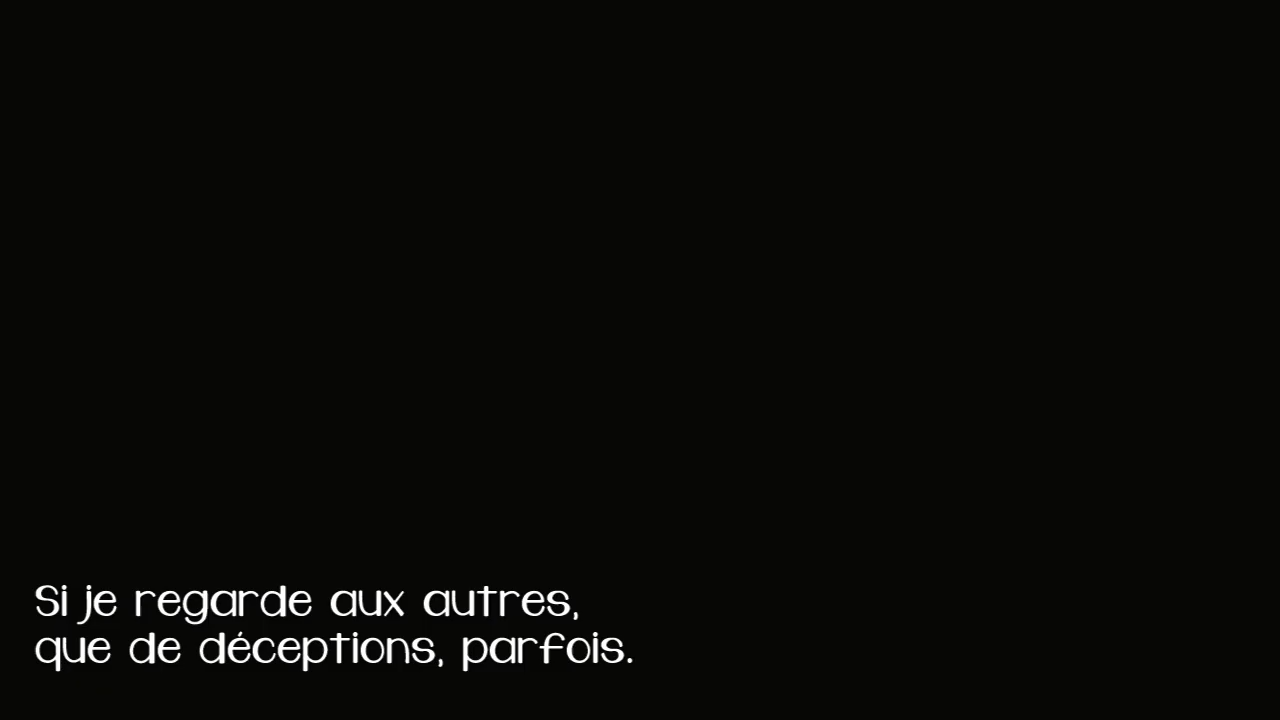 Si je regarde aux autres,
que de déceptions, parfois.